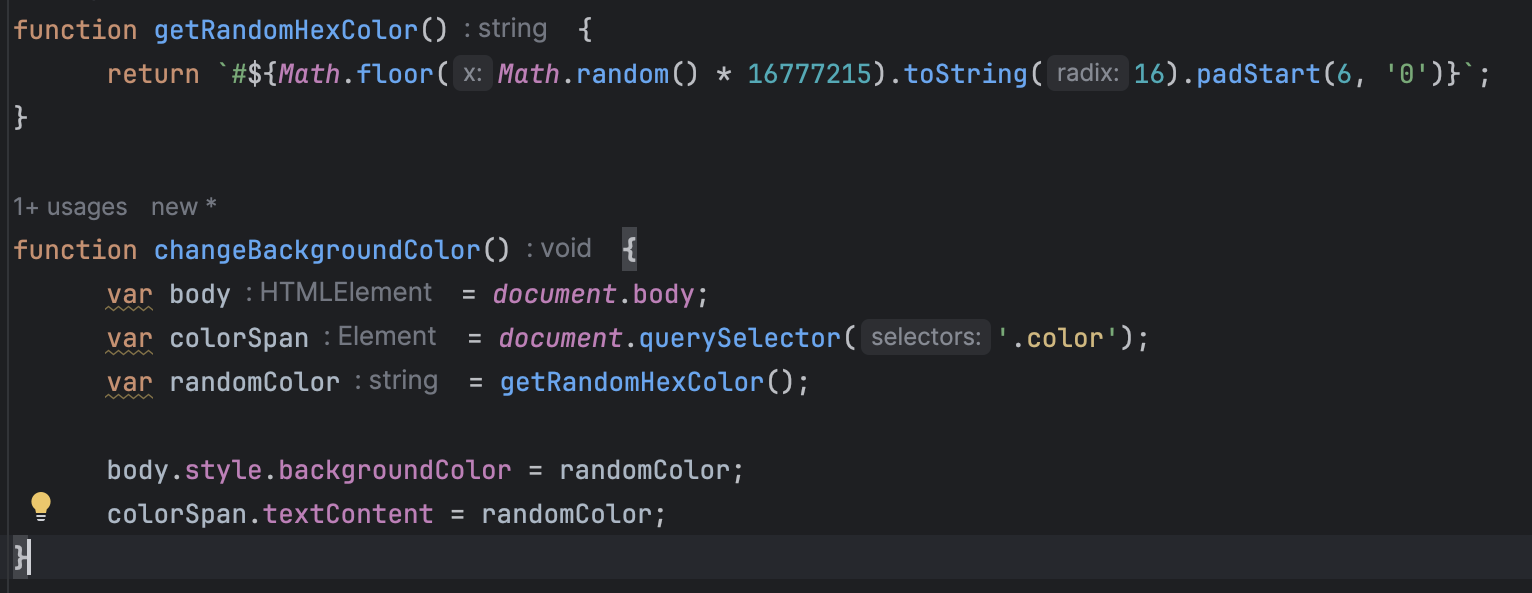 function getRandomHexColor() : string {
return `#${Math.floor( x: Math.random() * 16777215).toString( radix: 16).padStart(6, '0')}`;
}
1+ usages new *
function changeBackgroundColor() : void {
var body : HTMLElement = document.body;
var colorSpan : Element = document.querySelector( selectors: '.color');
var randomColor : string = getRandomHexColor();
body.style.backgroundColor = randomColor;
colorSpan.textContent = randomColor;
}